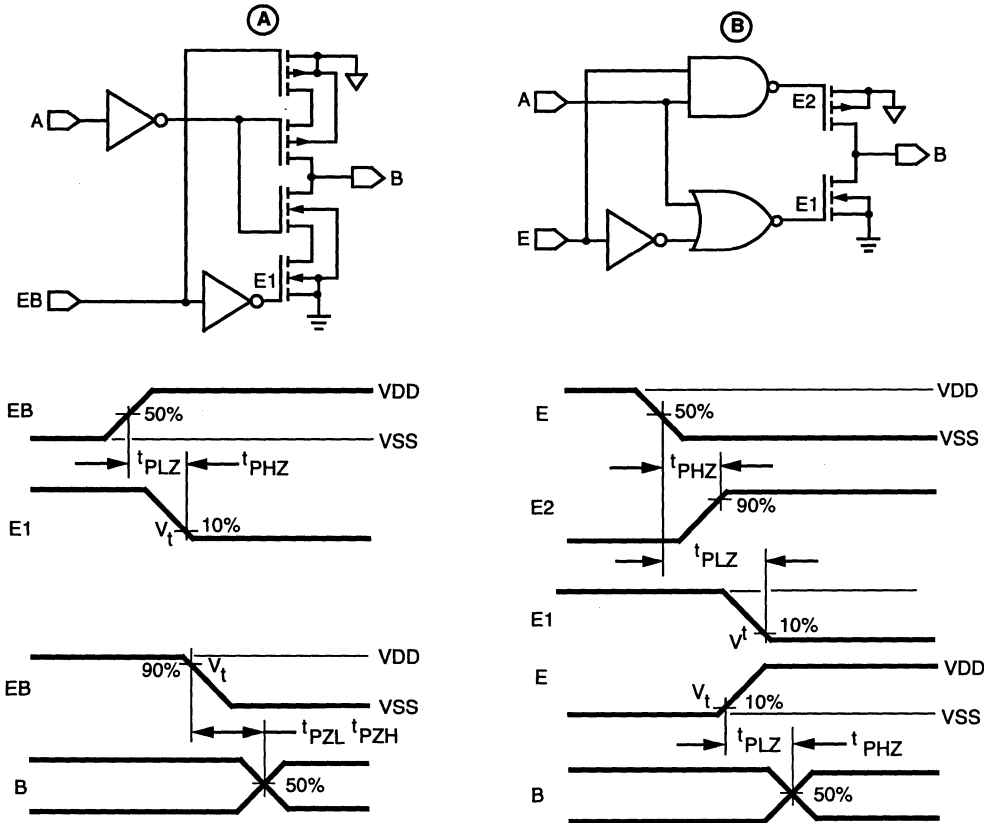 A
A
B
E1
EB
B
A
E2
B
E1
E
EB
50%
VDD
VSS
tPLZ tPHZ
E1
Vt 10%
EB
90% Vt
VDD
VSS
tPZL tPZH
B
50%
E
50%
VDD
VSS
tPHZ
E2
90%
tPLZ
E1
Vt 10%
E
Vt 10%
VDD
VSS
tPLZ tPHZ
B
50%